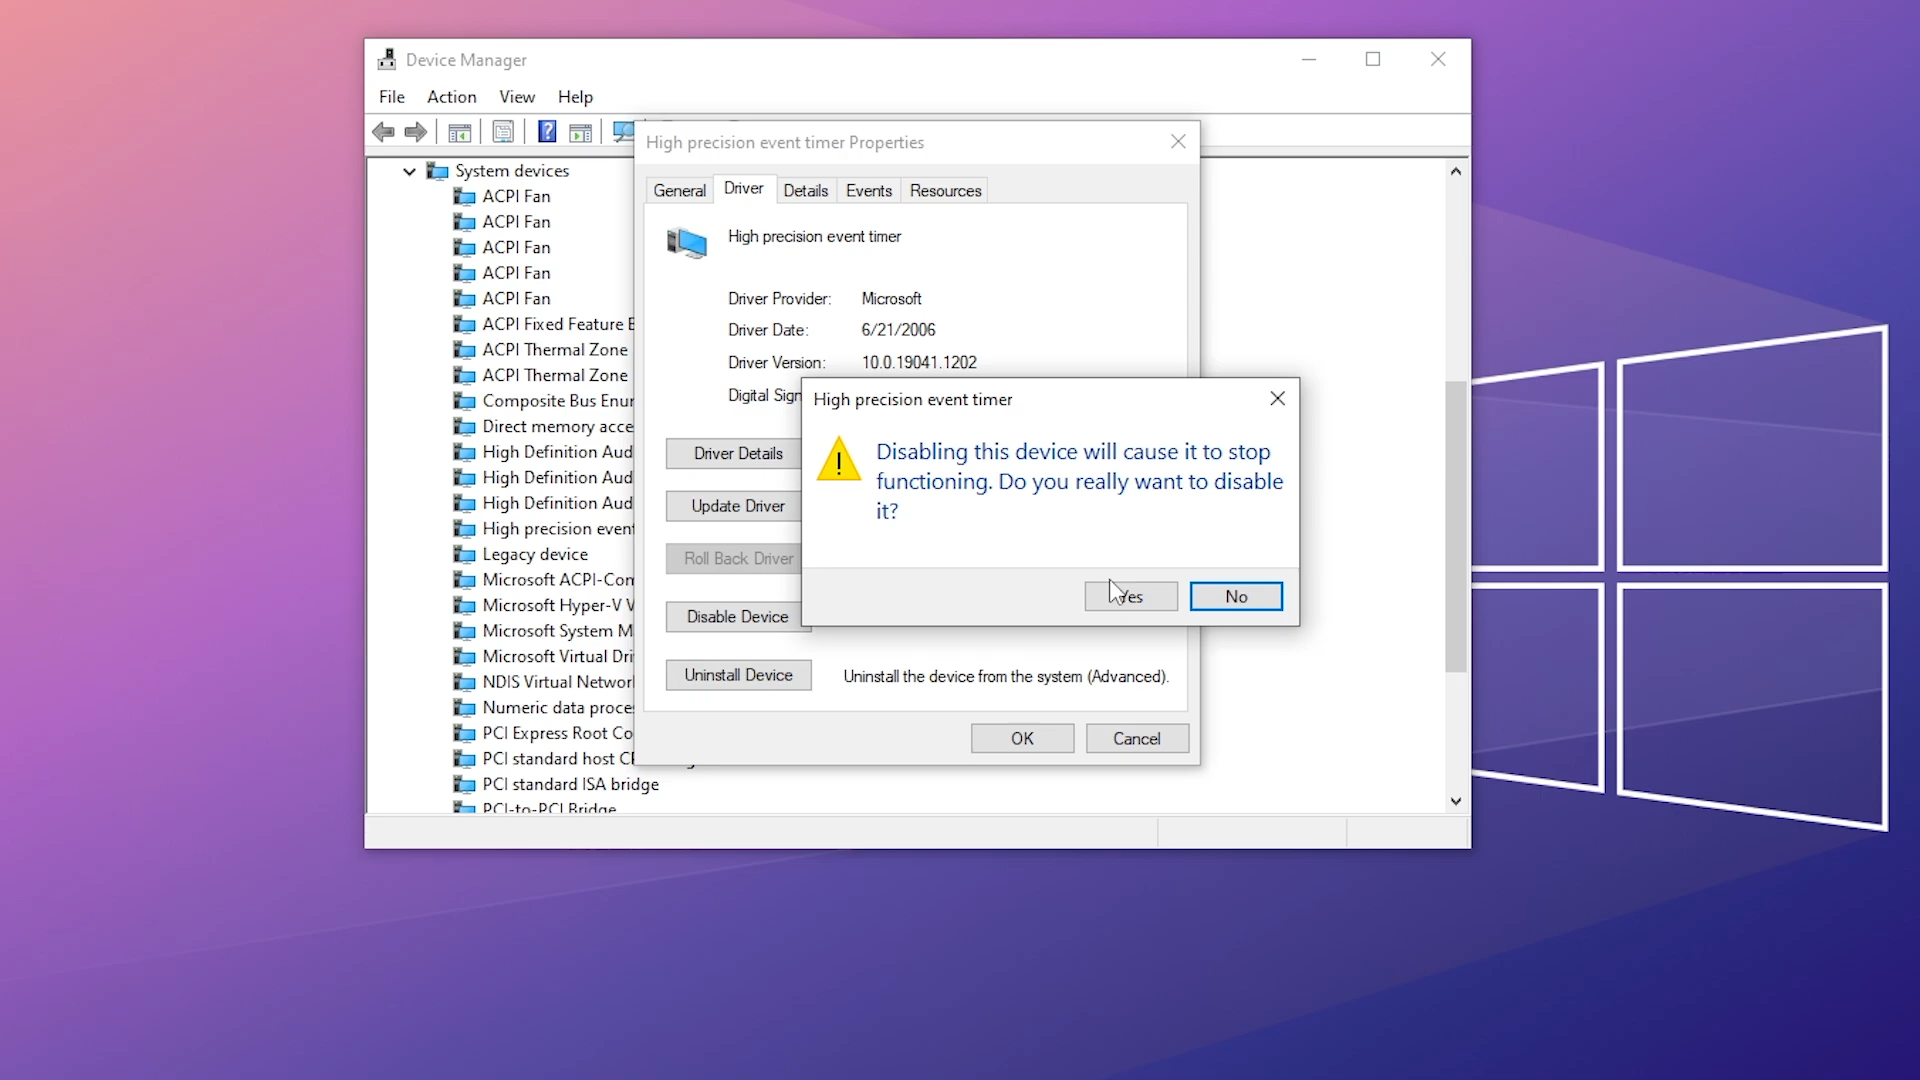 Device Manager
File Action View Help
High precision event timer Properties
System devices
ACPI Fan
ACPI Fan
ACPI Fan
ACPI Fan
ACPI Fan
ACPI Fixed Feature
ACPI Thermal Zone
ACPI Thermal Zone
Composite Bus Enur
Direct memory acce
High Definition Aud
High Definition Aud
High Definition Aud
High precision even
Legacy device
Microsoft ACPI-Com
Microsoft Hyper-V V
Microsoft System M
Microsoft Virtual Dri
NDIS Virtual Networ
Numeric data proce
PCI Express Root Co
PCI standard host
PCI standard ISA bridge
PCI-to-PCI Bridge
General Driver Details Events Resources
High precision event timer
Driver Provider: Microsoft
Driver Date: 6/21/2006
Driver Version: 10.0.19041.1202
Digital Sign
Driver Details
Update Driver
Roll Back Driver
Disable Device
Uninstall Device Uninstall the device from the system (Advanced).
OK Cancel
High precision event timer
Disabling this device will cause it to stop
functioning. Do you really want to disable
it?
Yes No